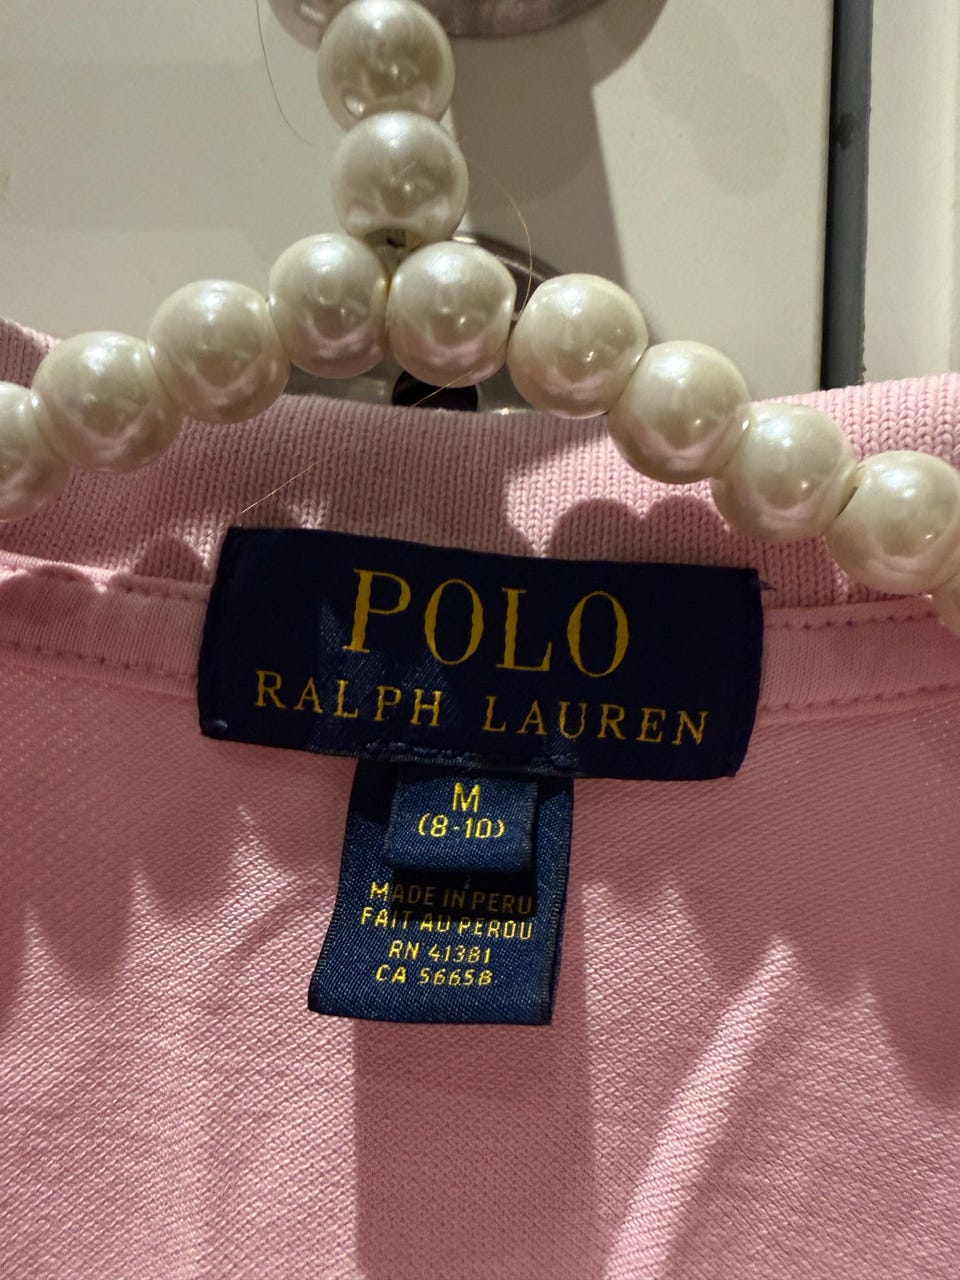 POLO
RALPH LAUREN
M
(8-10)
MADE IN PERU
FAIT AU PEROU
RN 41381
CA 56658